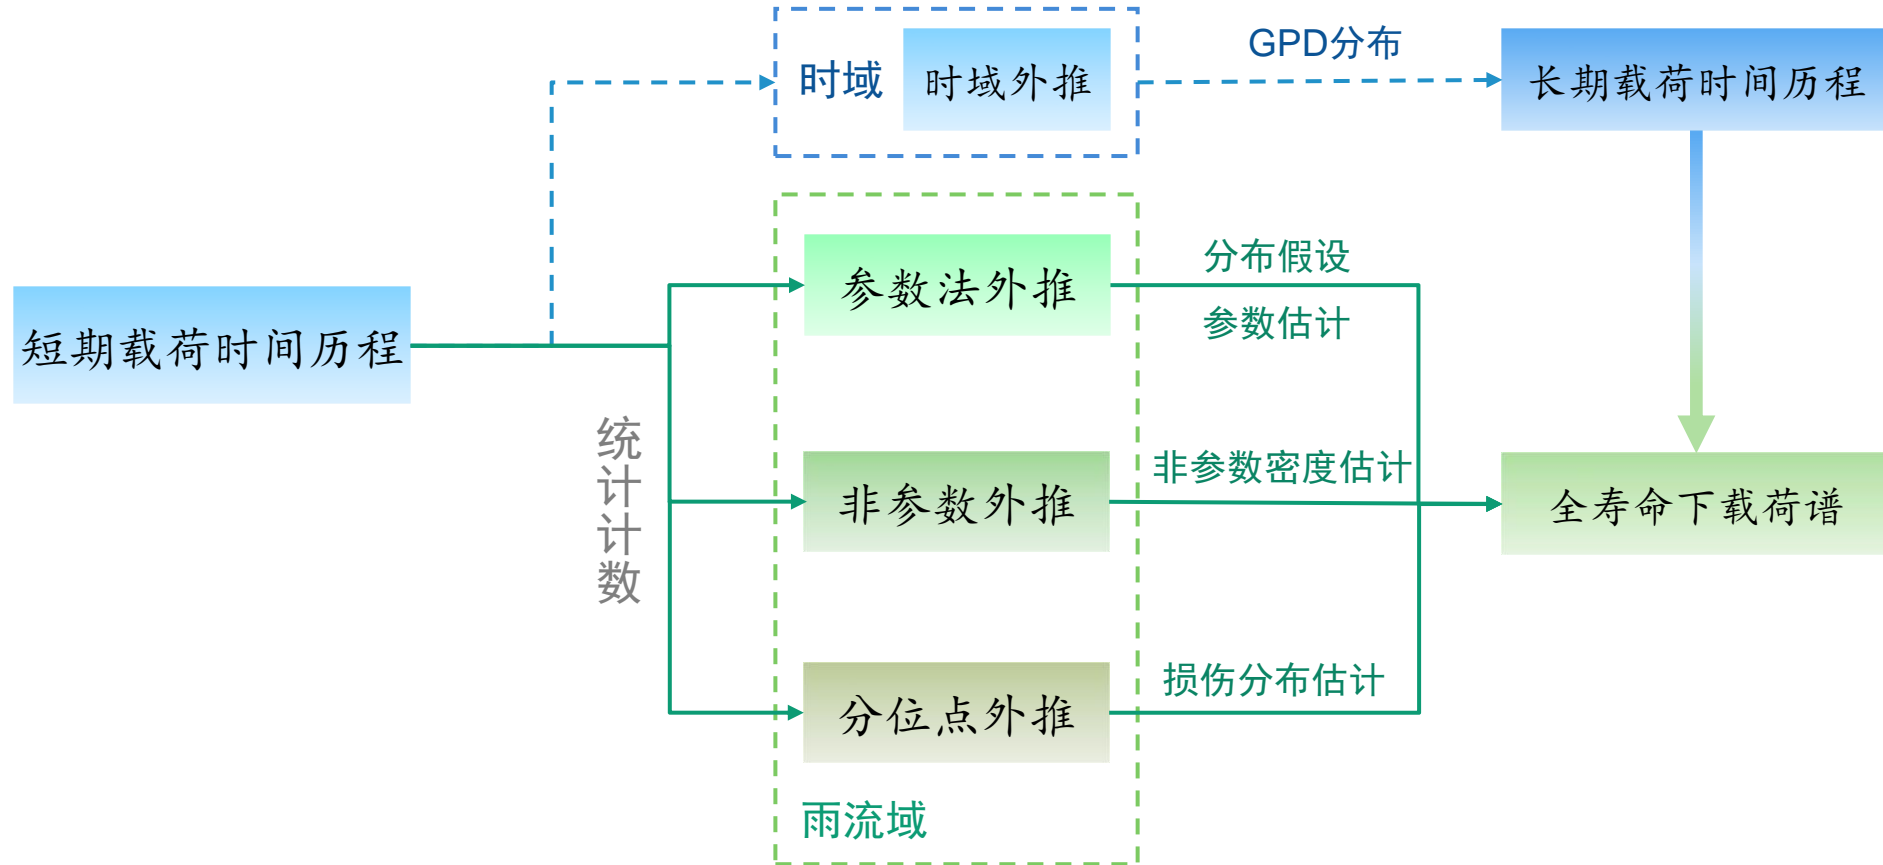 时域
时域外推
GPD分布
长期载荷时间历程
短期载荷时间历程
统计计数
参数法外推
分布假设
参数估计
非参数外推
非参数密度估计
全寿命下载荷谱
分位点外推
损伤分布估计
雨流域